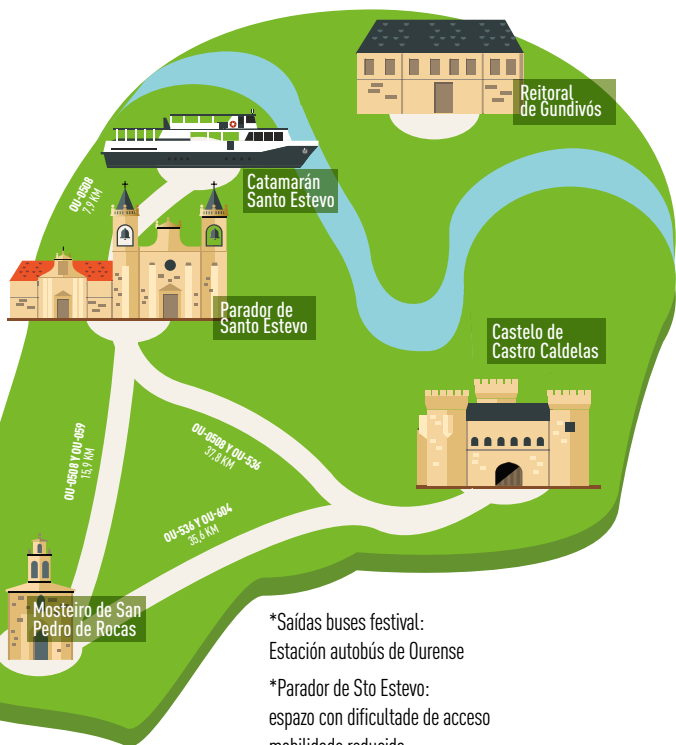 Reitoral
de Gundivós
OU-0508
7,9 KM
Catamarán
Santo Estevo
Parador de
Santo Estevo
Castelo de
Castro Caldelas
OU-0508 Y OU-059
15,9 KM
OU-0508 Y OU-536
37,8 KM
OU-536 Y OU-604
35,6 KM
Mosteiro de San
Pedro de Rocas
*Saídas buses festival:
Estación autobús de Ourense
*Parador de Sto Estevo:
espazo con dificultade de acceso
mobilidade reducida